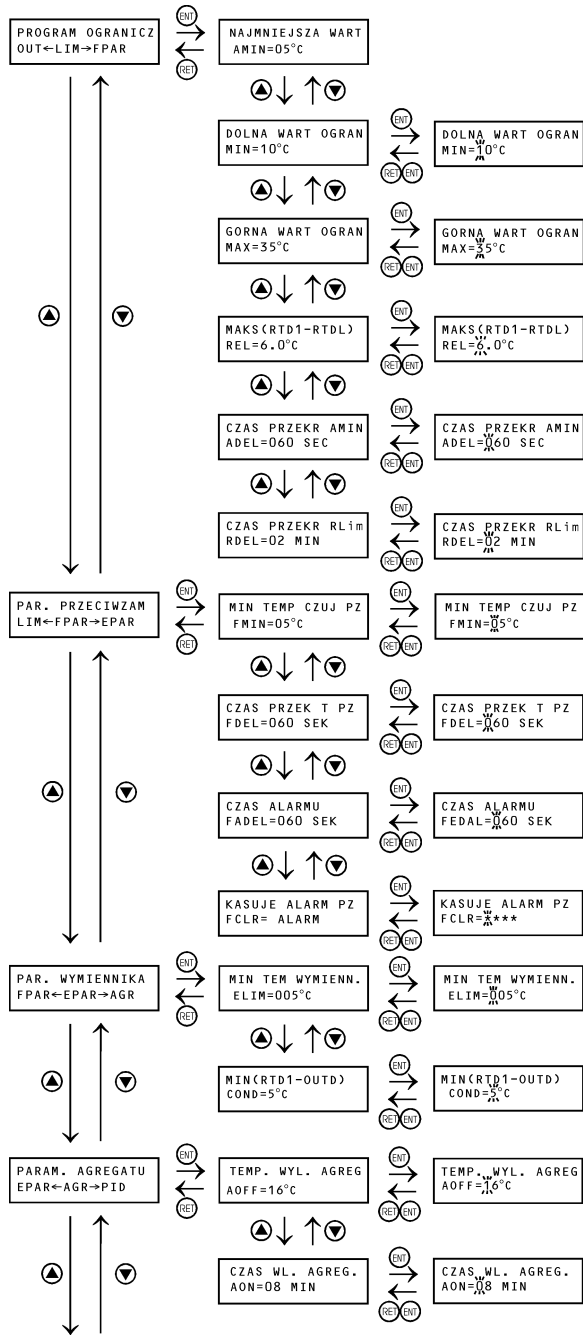 PROGRAM OGRANICZ
OUT←LIM→FPAR
ENT
RET
NAJMNIEJSZA WART
AMIN=05°C
DOLNA WART OGRAN
MIN=10°C
ENT
RET ENT
DOLNA WART OGRAN
MIN=10°C
GORNA WART OGRAN
MAX=35°C
ENT
RET ENT
GORNA WART OGRAN
MAX=35°C
MAKS(RTD1-RTDL)
REL=6.0°C
ENT
RET ENT
MAKS(RTD1-RTDL)
REL=6.0°C
CZAS PRZEKR AMIN
ADEL=060 SEC
ENT
RET ENT
CZAS PRZEKR AMIN
ADEL=060 SEC
CZAS PRZEKR RLim
RDEL=02 MIN
ENT
RET ENT
CZAS PRZEKR RLim
RDEL=02 MIN
PAR. PRZECIWZAM
LIM←FPAR→EPAR
ENT
RET
MIN TEMP CZUJ PZ
FMIN=05°C
ENT
RET ENT
MIN TEMP CZUJ PZ
FMIN=05°C
CZAS PRZEK T PZ
FDEL=060 SEK
ENT
RET ENT
CZAS PRZEK T PZ
FDEL=060 SEK
CZAS ALARMU
FADEL=060 SEK
ENT
RET ENT
CZAS ALARMU
FEDAL=060 SEK
KASUJE ALARM PZ
FCLR= ALARM
ENT
RET ENT
KASUJE ALARM PZ
FCLR=****
PAR. WYMIENNIKA
FPAR←EPAR→AGR
ENT
RET
MIN TEM WYMIENN.
ELIM=005°C
ENT
RET ENT
MIN TEM WYMIENN.
ELIM=005°C
MIN(RTD1-OUTD)
COND=5°C
ENT
RET ENT
MIN(RTD1-OUTD)
COND=5°C
PARAM. AGREGATU
EPAR←AGR→PID
ENT
RET
TEMP. WYL. AGREG
AOFF=16°C
ENT
RET ENT
TEMP. WYL. AGREG
AOFF=16°C
CZAS WL. AGREG.
AON=08 MIN
ENT
RET ENT
CZAS WL. AGREG.
AON=08 MIN